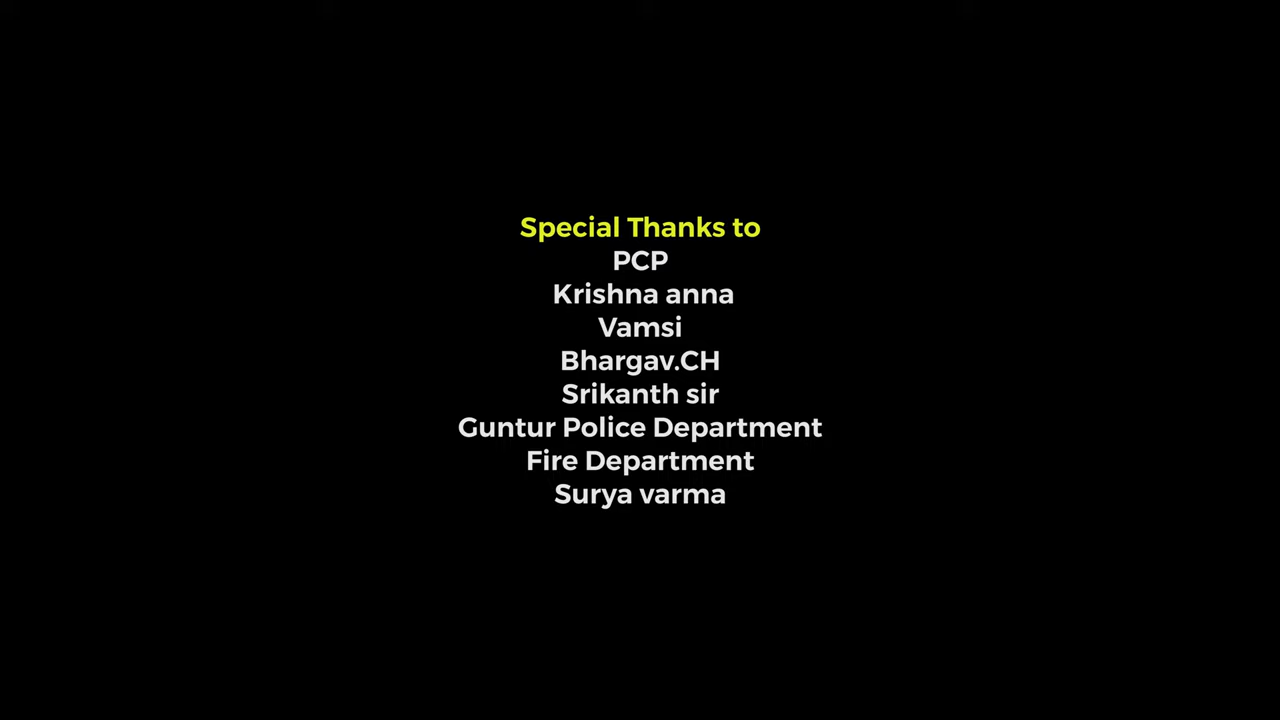 Special Thanks to
PCP
Krishna anna
Vamsi
Bhargav.CH
Srikanth sir
Guntur Police Department
Fire Department
Surya varma